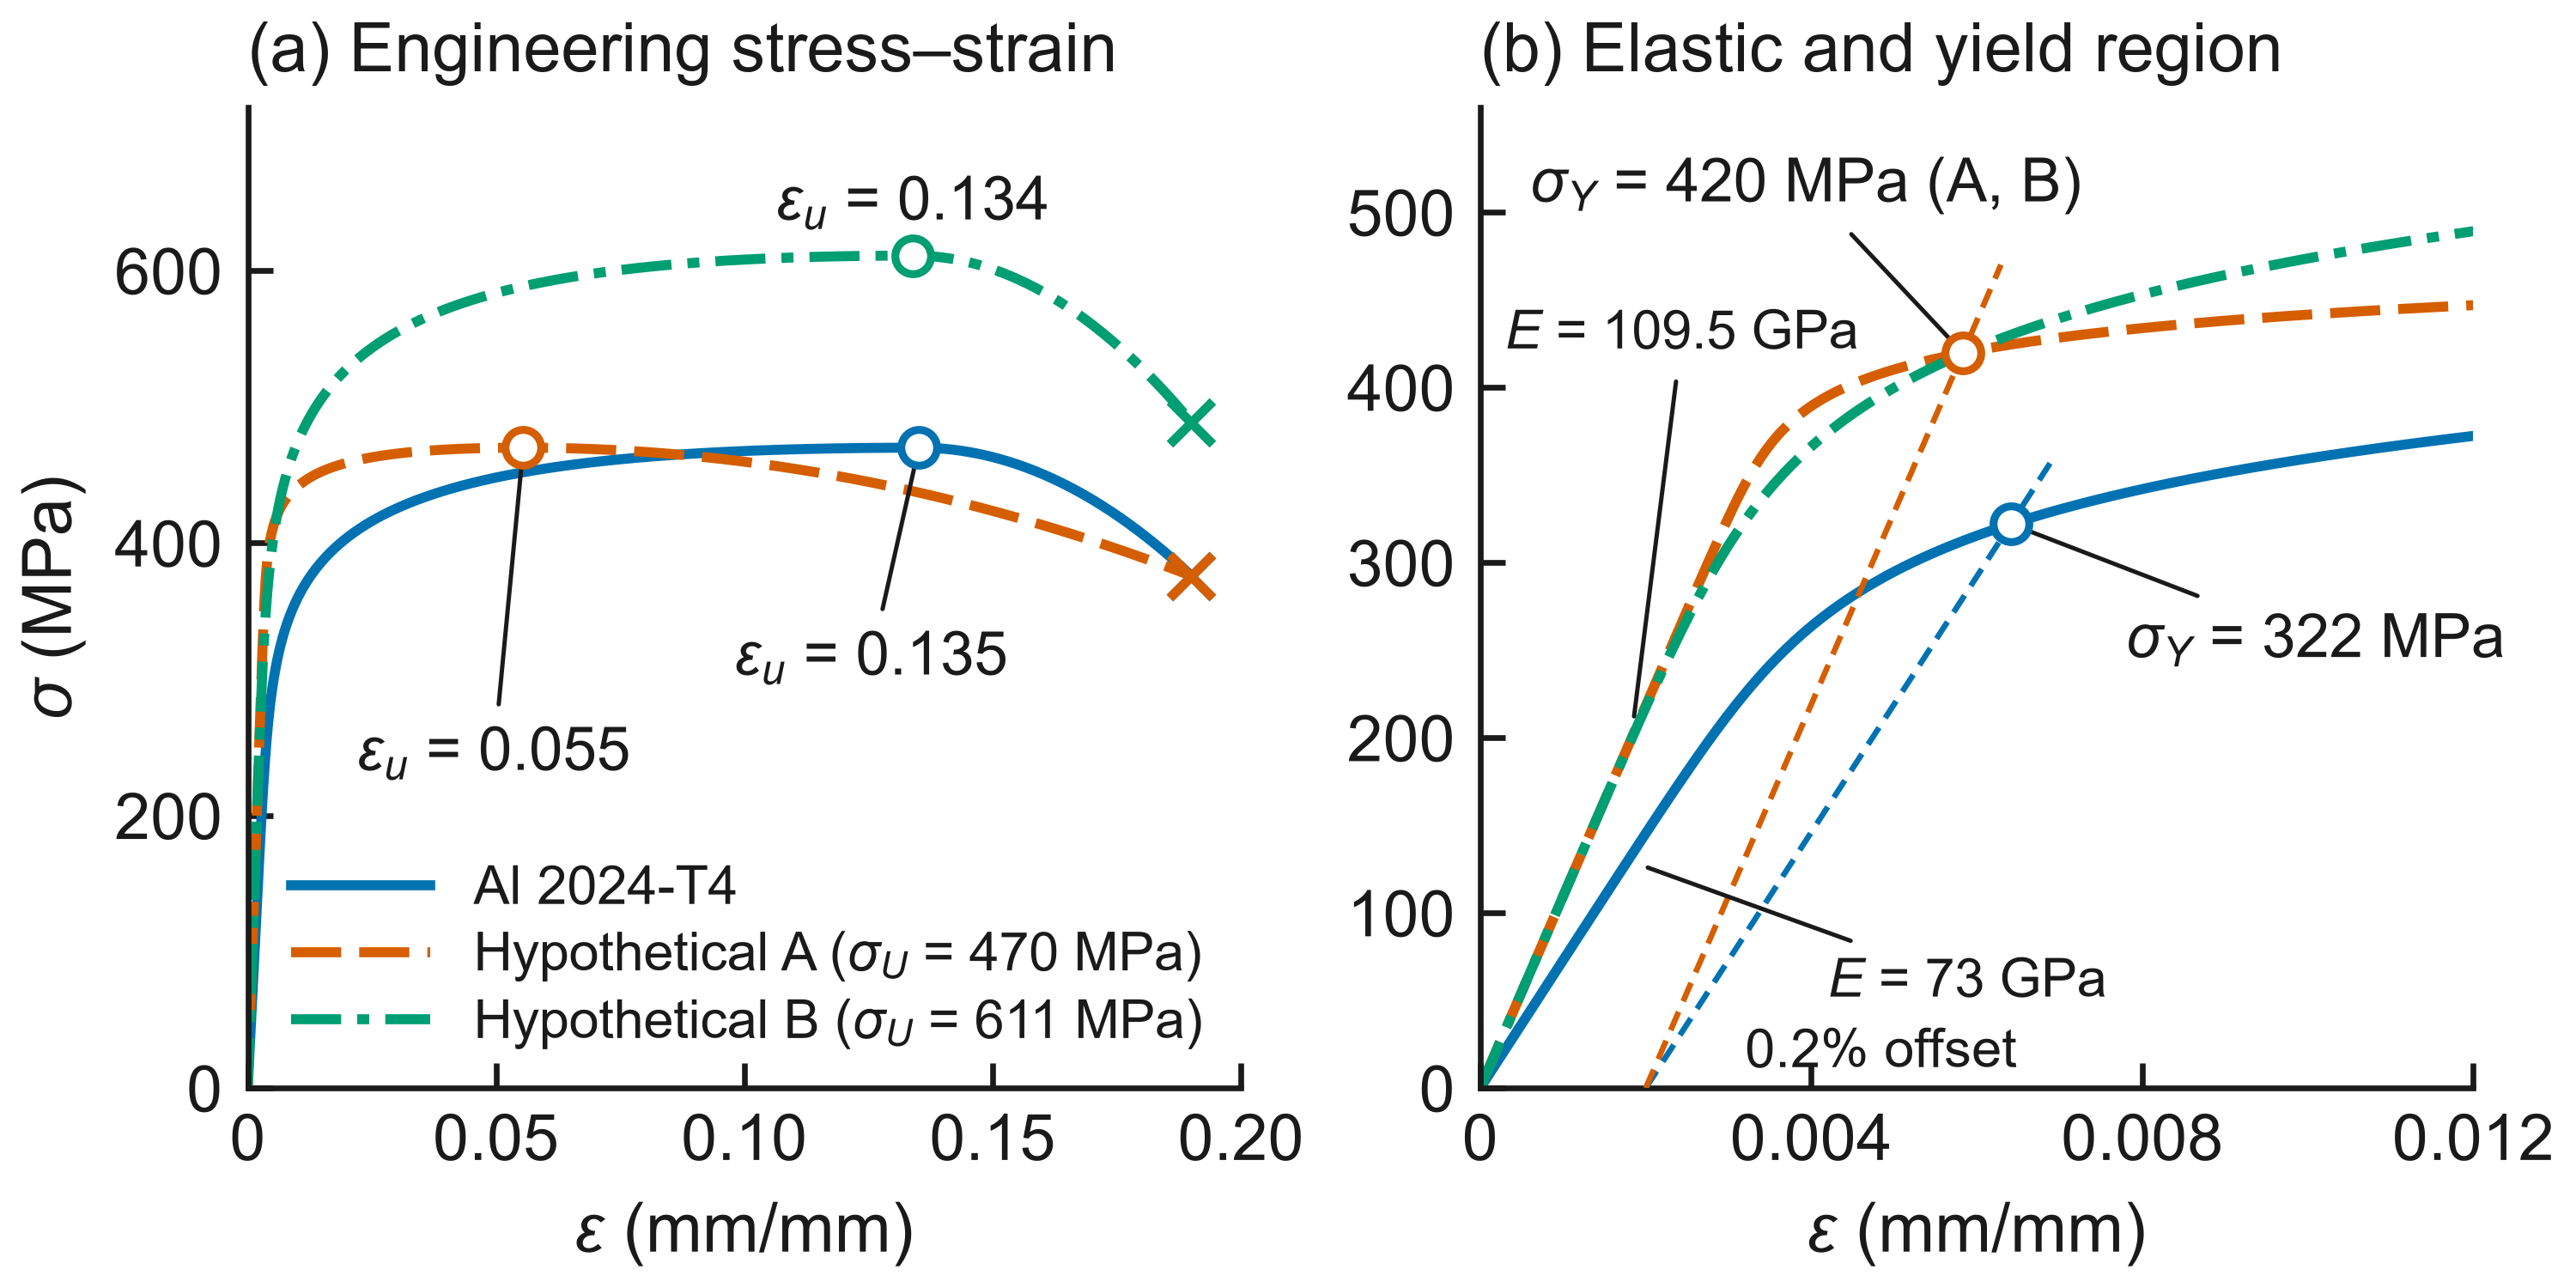 (a) Engineering stress–strain
σ (MPa)
600
400
200
0
0
0.05
0.10
0.15
0.20
ε (mm/mm)
εu = 0.134
εu = 0.135
εu = 0.055
Al 2024-T4
Hypothetical A (σU = 470 MPa)
Hypothetical B (σU = 611 MPa)
(b) Elastic and yield region
500
400
300
200
100
0
0
0.004
0.008
0.012
ε (mm/mm)
σY = 420 MPa (A, B)
E = 109.5 GPa
σY = 322 MPa
E = 73 GPa
0.2% offset